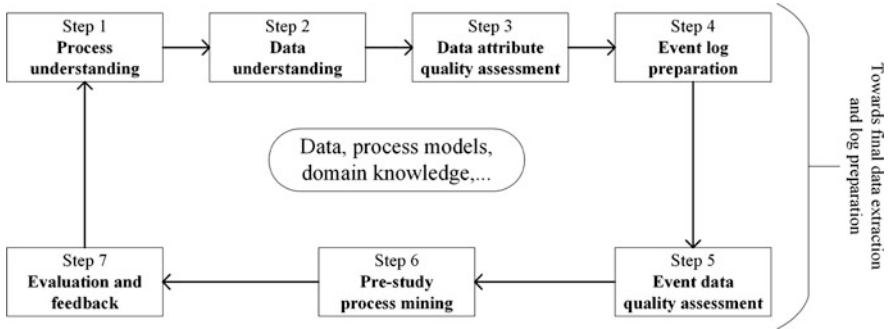 Step 1
Process
understanding
Step 2
Data
understanding
Step 3
Data attribute
quality assessment
Step 4
Event log
preparation
Data, process models,
domain knowledge,...
Step 7
Evaluation and
feedback
Step 6
Pre-study
process mining
Step 5
Event data
quality assessment
Towards final data extraction
and log preparation